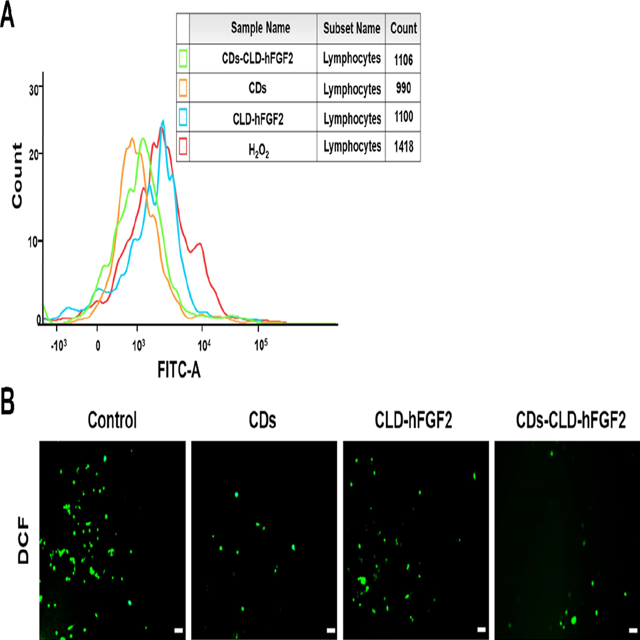 A
Sample Name Subset Name Count
CDs-CLD-hFGF2 Lymphocytes 1106
CDs Lymphocytes 990
CLD-hFGF2 Lymphocytes 1100
H₂O₂ Lymphocytes 1418
Count
30
20
10
0
-10³ 0 10³ 10⁴ 10⁵
FITC-A
B
Control CDs CLD-hFGF2 CDs-CLD-hFGF2
DCF